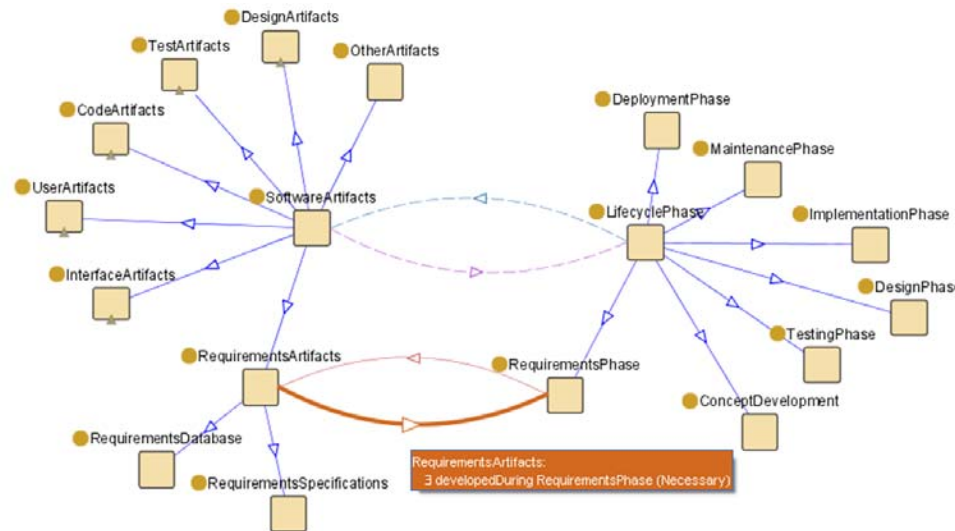 DesignArtifacts
TestArtifacts
OtherArtifacts
CodeArtifacts
UserArtifacts
SoftwareArtifacts
InterfaceArtifacts
DeploymentPhase
MaintenancePhase
LifecyclePhase
ImplementationPhase
DesignPhase
TestingPhase
ConceptDevelopment
RequirementsArtifacts
RequirementsPhase
RequirementsDatabase
RequirementsSpecifications
RequirementsArtifacts:
∃ developedDuring RequirementsPhase (Necessary)